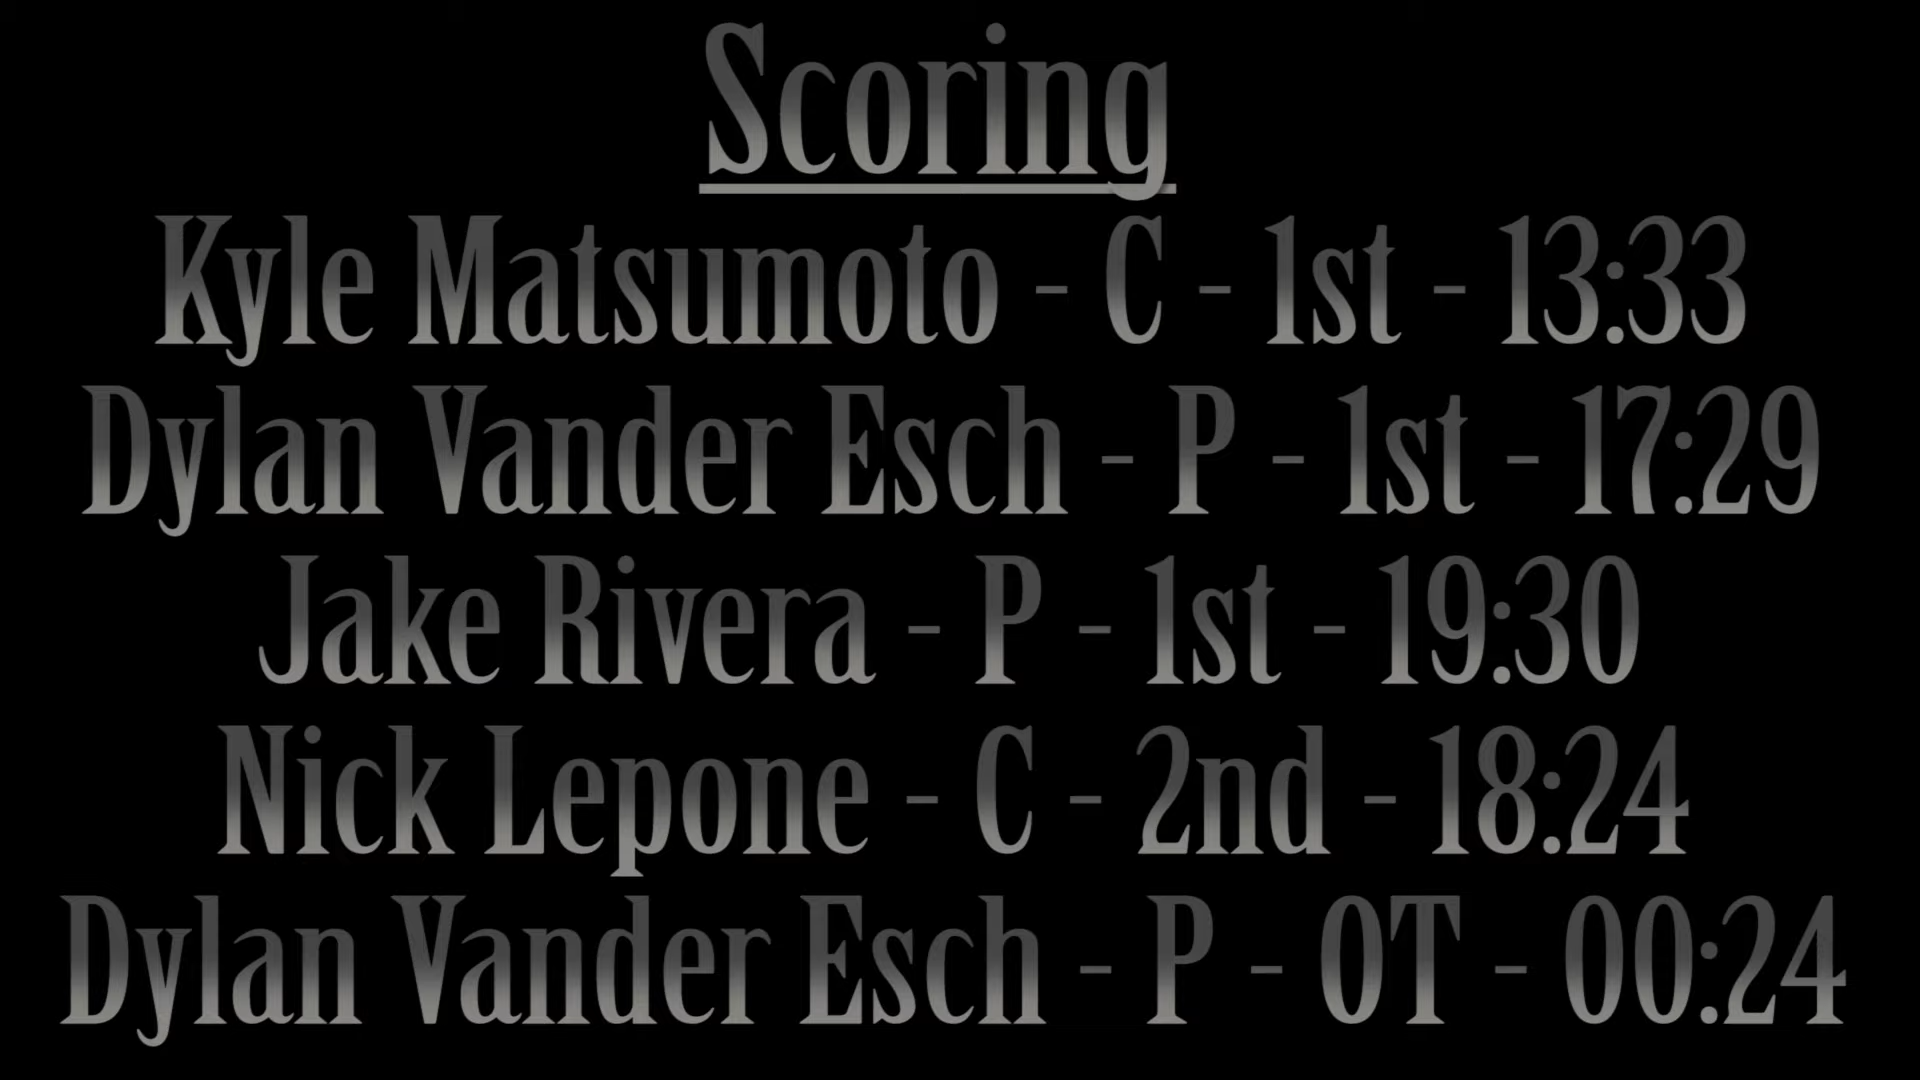 Scoring
Kyle Matsumoto - C - 1st - 13:33
Dylan Vander Esch - P - 1st - 17:29
Jake Rivera - P - 1st - 19:30
Nick Lepone - C - 2nd - 18:24
Dylan Vander Esch - P - OT - 00:24